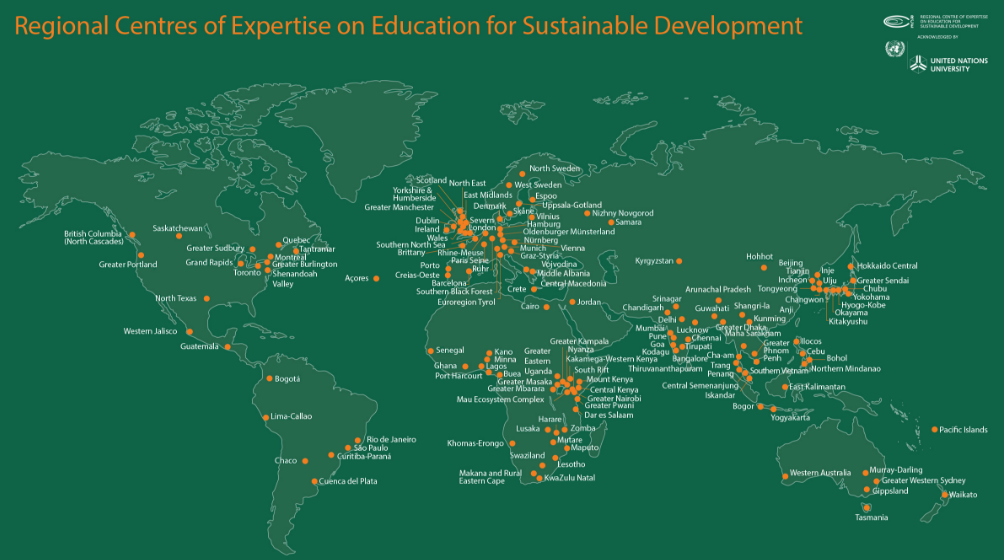 Regional Centres of Expertise on Education for Sustainable Development
RCE
REGIONAL CENTRE OF EXPERTISE
ON EDUCATION FOR
SUSTAINABLE DEVELOPMENT
ACKNOWLEDGED BY
UNITED NATIONS
UNIVERSITY
British Columbia
(North Cascades)
Saskatchewan
Greater Portland
Greater Sudbury
Grand Rapids
Toronto
Quebec
Tantramar
Montreal
Greater Burlington
Shenandoah
Valley
North Texas
Western Jalisco
Guatemala
Bogotá
Lima-Callao
Rio de Janeiro
São Paulo
Curitiba-Paraná
Chaco
Cuenca del Plata
Açores
North Sweden
West Sweden
Scotland
North East
Yorkshire &
Humberside
East Midlands
Greater Manchester
Denmark
Espoo
Uppsala-Gotland
Skåne
Vilnius
Dublin
Severn
Hamburg
Ireland
London
Oldenburger Münsterland
Wales
Nürnberg
Southern North Sea
Munich
Vienna
Brittany
Rhine-Meuse
Graz-Styria
Paris Seine
Vojvodina
Porto
Ruhr
Middle Albania
Creias-Oeste
Barcelona
Crete
Central Macedonia
Southern Black Forest
Euroregion Tyrol
Nizhny Novgorod
Samara
Cairo
Jordan
Kyrgyzstan
Hohhot
Beijing
Tianjin
Inje
Incheon
Ulju
Tongyeong
Changwon
Hokkaido Central
Greater Sendai
Chubu
Yokohama
Hyogo-Kobe
Okayama
Kitakyushu
Anji
Arunachal Pradesh
Srinagar
Chandigarh
Guwahati
Shangri-la
Delhi
Kunming
Greater Dhaka
Mumbai
Lucknow
Maha Sarakham
Pune
Chennai
Goa
Tirupati
Kodagu
Bangalore
Thiruvananthapuram
Cha-am
Trang
Penang
Greater
Phnom
Penh
Southern Vietnam
Central Semenanjung
Iskandar
Ilocos
Cebu
Bohol
Northern Mindanao
East Kalimantan
Bogor
Yogyakarta
Senegal
Kano
Minna
Ghana
Lagos
Port Harcourt
Buea
Greater Kampala
Nyanza
Greater
Eastern
Uganda
Kakamega-Western Kenya
South Rift
Greater Masaka
Mount Kenya
Greater Mbarara
Central Kenya
Mau Ecosystem Complex
Greater Nairobi
Greater Pwani
Dar es Salaam
Harare
Lusaka
Zomba
Khomas-Erongo
Mutare
Maputo
Swaziland
Lesotho
Makana and Rural
Eastern Cape
KwaZulu Natal
Pacific Islands
Western Australia
Murray-Darling
Greater Western Sydney
Gippsland
Waikato
Tasmania